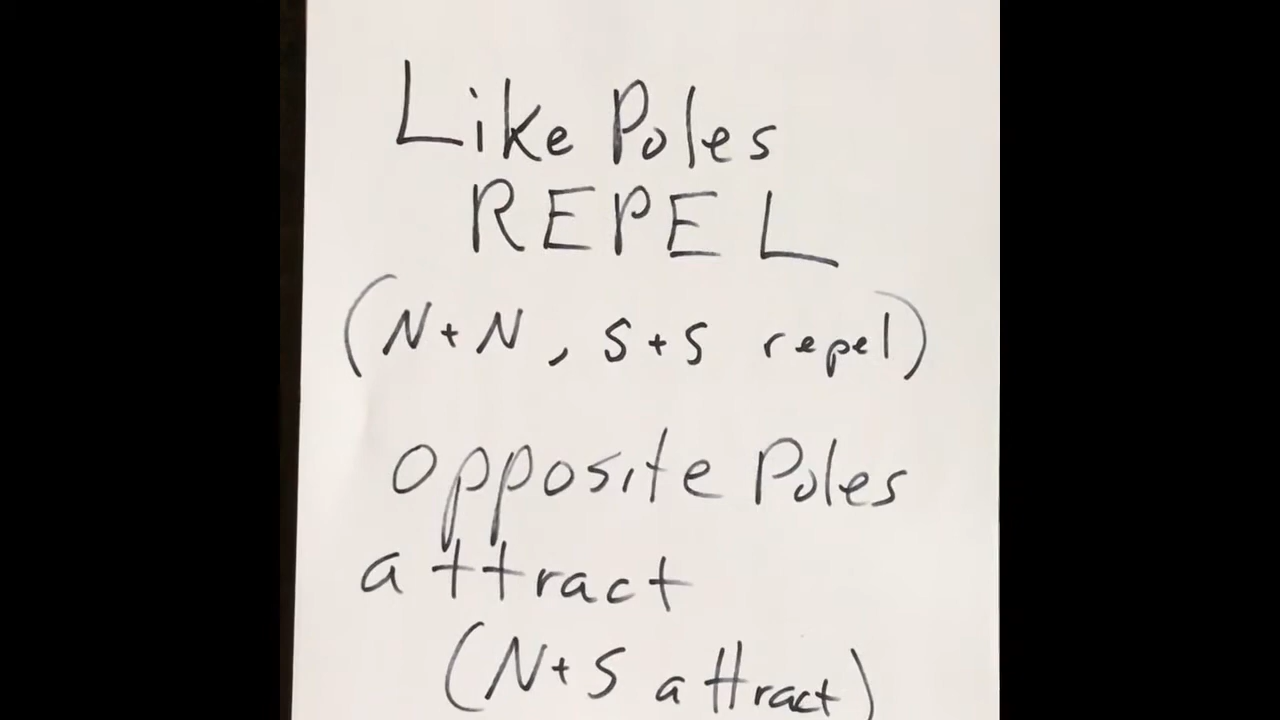 Like Poles
REPEL
(N+N, S+S repel)
opposite Poles
attract
(N+S attract)